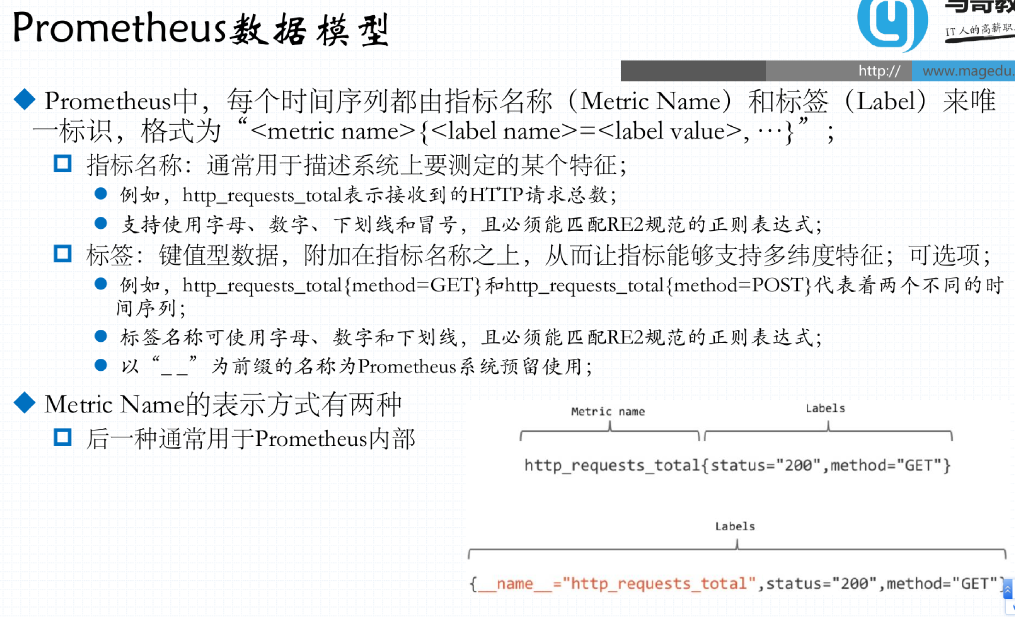 Prometheus数据模型
马哥教
IT人的高薪职
http://
www.magedu.
Prometheus中，每个时间序列都由指标名称（Metric Name）和标签（Label）来唯
一标识，格式为“<metric name>{<label name>=<label value>, …}”；
指标名称：通常用于描述系统上要测定的某个特征；
例如，http_requests_total表示接收到的HTTP请求总数；
支持使用字母、数字、下划线和冒号，且必须能匹配RE2规范的正则表达式；
标签：键值型数据，附加在指标名称之上，从而让指标能够支持多纬度特征；可选项；
例如，http_requests_total{method=GET}和http_requests_total{method=POST}代表着两个不同的时
间序列；
标签名称可使用字母、数字和下划线，且必须能匹配RE2规范的正则表达式；
以“_ _”为前缀的名称为Prometheus系统预留使用；
Metric Name的表示方式有两种
后一种通常用于Prometheus内部
Metric name
Labels
http_requests_total{status="200",method="GET"}
Labels
{__name__="http_requests_total",status="200",method="GET"}